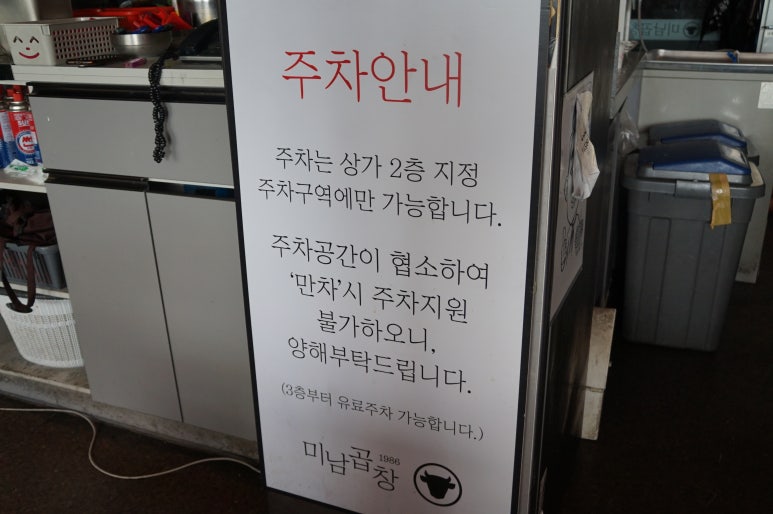 주차안내
주차는 상가 2층 지정
주차구역에만 가능합니다.
주차공간이 협소하여
‘만차’시 주차지원
불가하오니,
양해부탁드립니다.
(3층부터 유료주차 가능합니다.)
미남곱창
1986